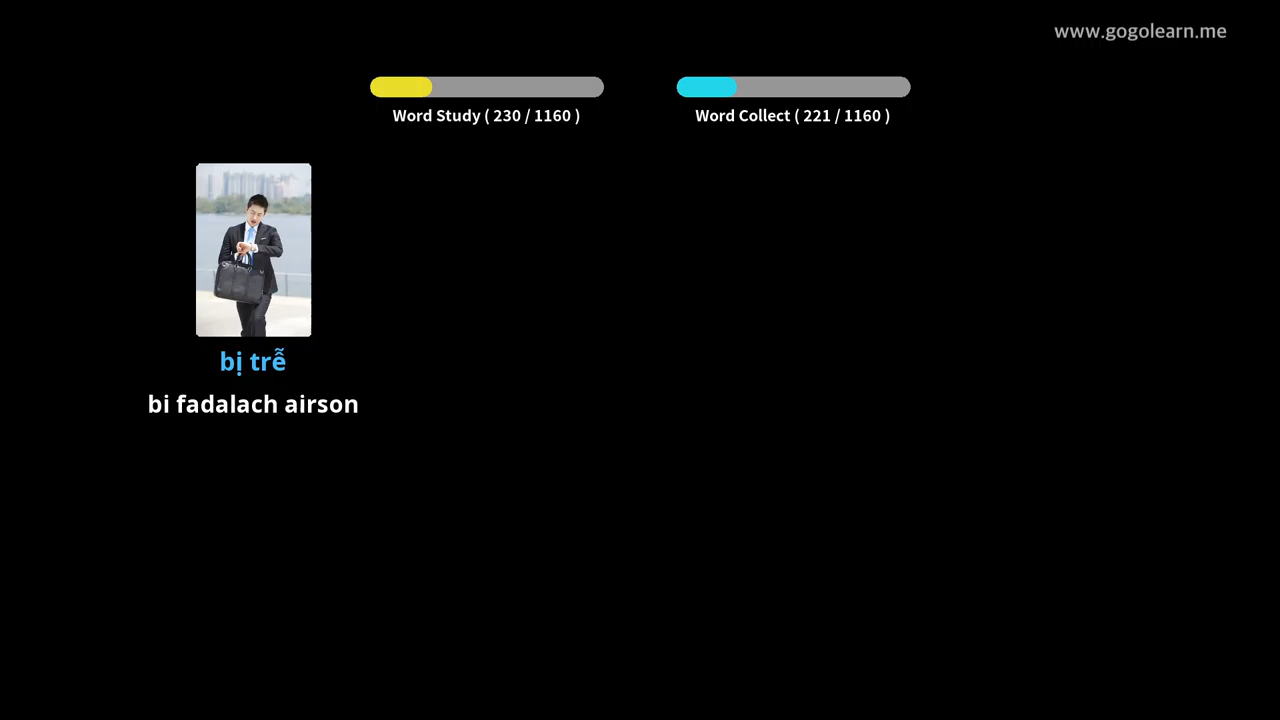 www.gogolearn.me
Word Study ( 230 / 1160 )
Word Collect ( 221 / 1160 )
bị trễ
bi fadalach airson